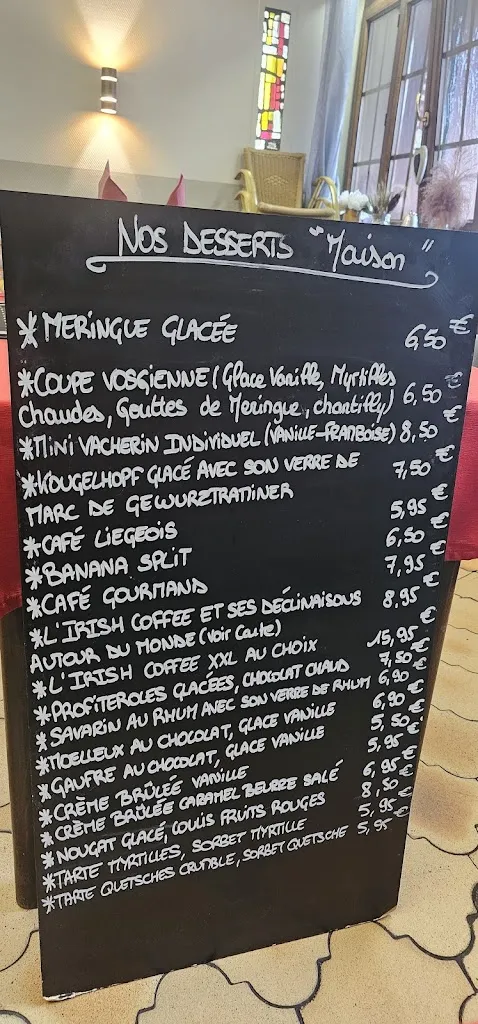 NOS DESSERTS "Maison"
*MERINGUE GLACÉE 6,50€
*COUPE VOSGIENNE (Glace Vanille, Myrtilles
Chaudes, Gouttes de Meringue, chantilly) 6,50€
*MINI VACHERIN INDIVIDUEL (VANILLE-FRAMBOISE) 8,50€
*KOUGELHOPF GLACÉ AVEC SON VERRE DE
MARC DE GEWURZTRAMINER 7,50€
*CAFÉ LIEGEOIS 5,95€
*BANANA SPLIT 6,50€
*CAFÉ GOURMAND 7,95€
*L'IRISH COFFEE ET SES DÉCLINAISONS
AUTOUR DU MONDE (Voir Carte) 8,95€
*L'IRISH COFFEE XXL AU CHOIX 15,95€
*PROFITEROLES GLACÉES, CHOCOLAT CHAUD 7,50€
*SAVARIN AU RHUM AVEC SON VERRE DE RHUM 6,90€
*MOELLEUX AU CHOCOLAT, GLACE VANILLE 6,90€
*GAUFRE AU CHOCOLAT, GLACE VANILLE 5,50€
*CRÈME BRÛLÉE VANILLE 5,95€
*CRÈME BRÛLÉE CARAMEL BEURRE SALÉ 6,95€
*NOUGAT GLACÉ, COULIS FRUITS ROUGES 8,50€
*TARTE MYRTILLES, SORBET MYRTILLE 5,95€
*TARTE QUETSCHES CRUMBLE, SORBET QUETSCHE 5,95€